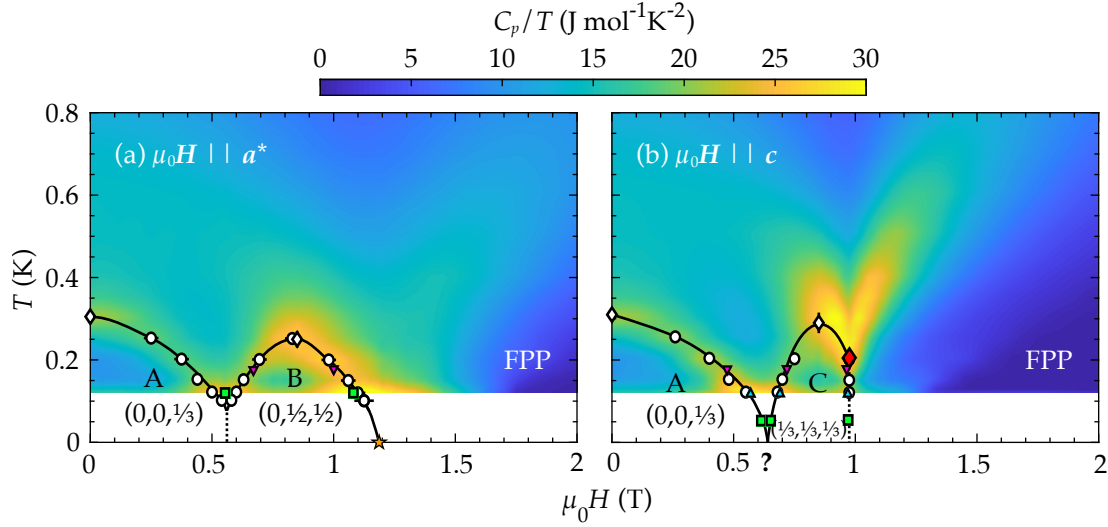 C_p/T (J mol⁻¹K⁻²)
0 5 10 15 20 25 30
(a) μ₀H || a*
(b) μ₀H || c
0.8
0.6
0.4
0.2
0
T (K)
A
B
FPP
(0,0,⅓)
(0,½,½)
A
C
FPP
(0,0,⅓)
(⅓,⅓,⅓)
0 0.5 1 1.5 2
0 0.5 ? 1 1.5 2
μ₀H (T)